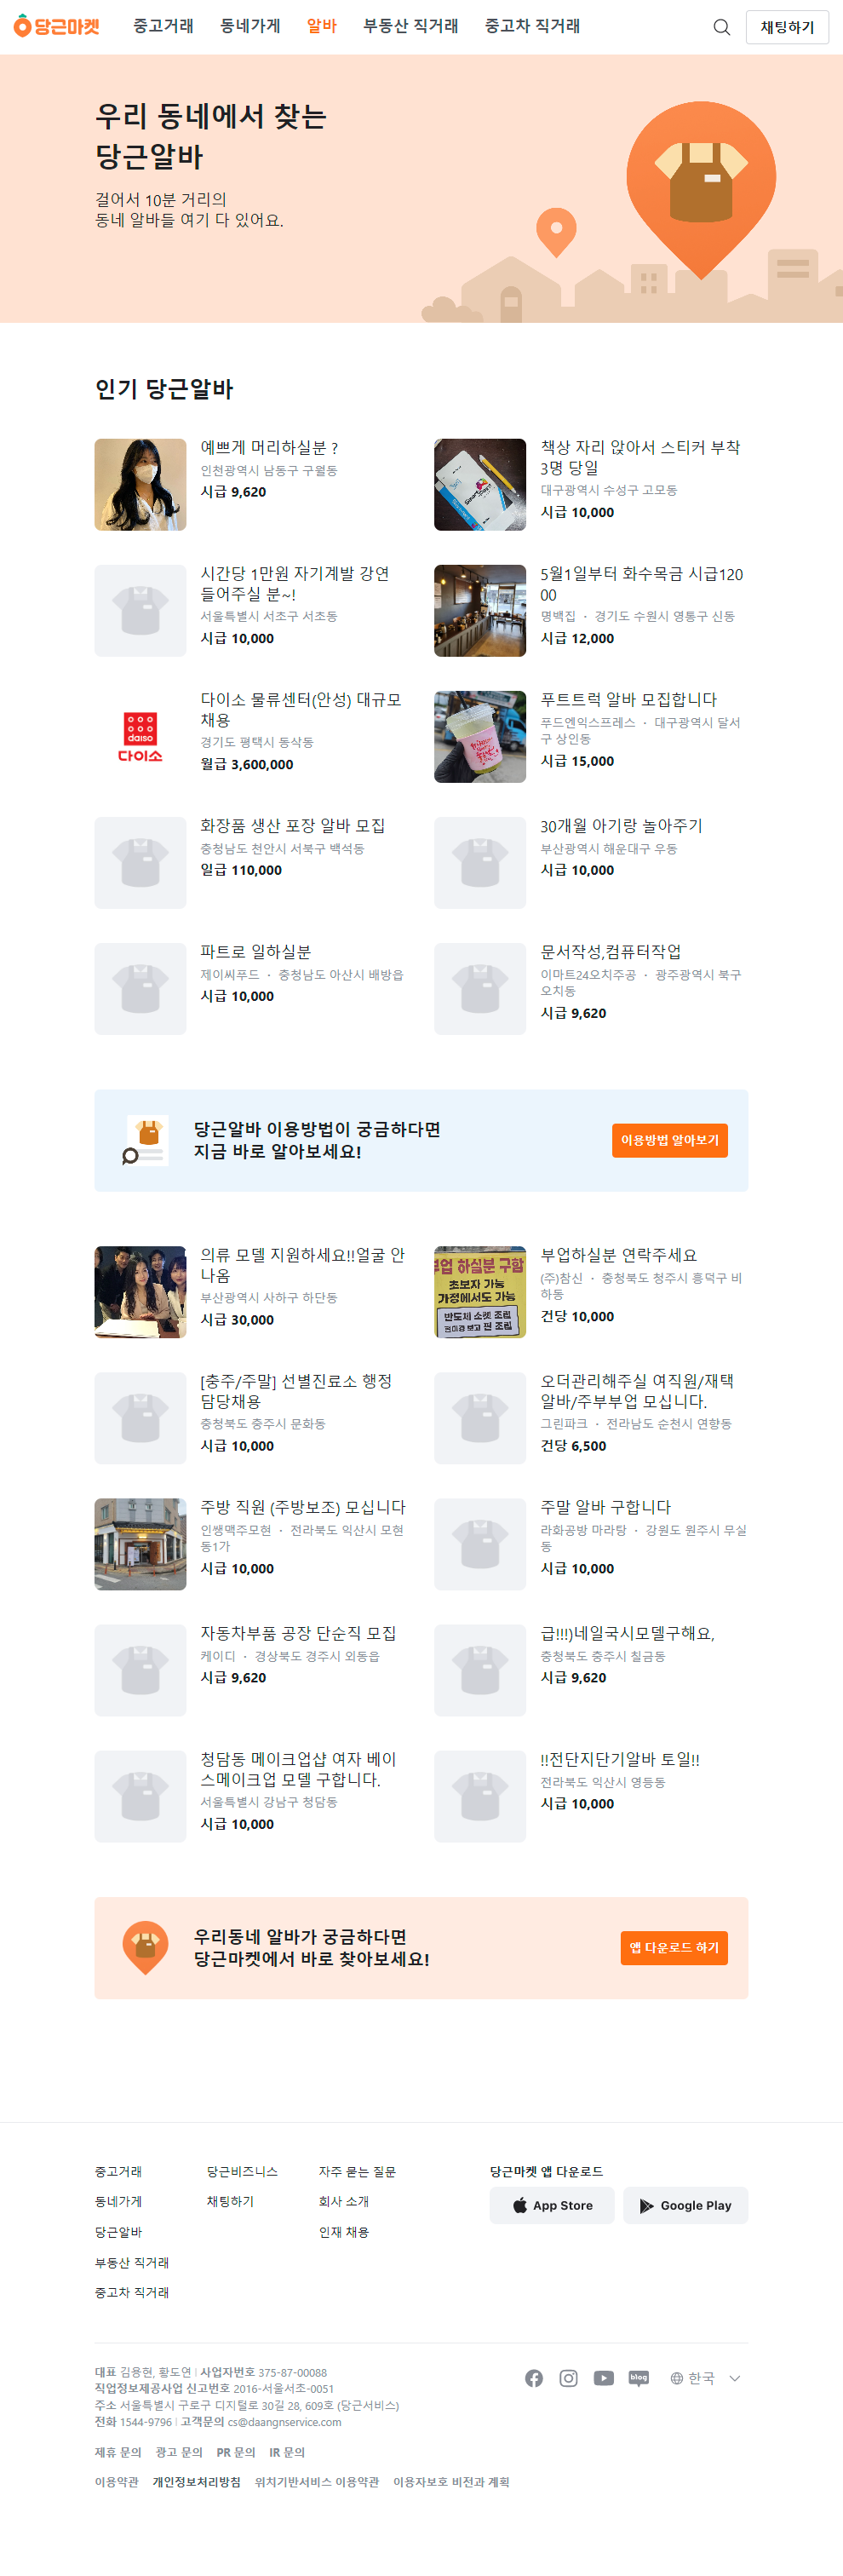 당근마켓
중고거래 동네가게 알바 부동산 직거래 중고차 직거래
채팅하기
우리 동네에서 찾는
당근알바
걸어서 10분 거리의
동네 알바들 여기 다 있어요.
인기 당근알바
예쁘게 머리하실분 ?
인천광역시 남동구 구월동
시급 9,620
책상 자리 앉아서 스티커 부착
3명 당일
대구광역시 수성구 고모동
시급 10,000
시간당 1만원 자기계발 강연
들어주실 분~!
서울특별시 서초구 서초동
시급 10,000
5월1일부터 화수목금 시급120
00
명백집 · 경기도 수원시 영통구 신동
시급 12,000
daiso
다이소
다이소 물류센터(안성) 대규모
채용
경기도 평택시 동삭동
월급 3,600,000
푸트트럭 알바 모집합니다
푸드엔익스프레스 · 대구광역시 달서
구 상인동
시급 15,000
화장품 생산 포장 알바 모집
충청남도 천안시 서북구 백석동
일급 110,000
30개월 아기랑 놀아주기
부산광역시 해운대구 우동
시급 10,000
파트로 일하실분
제이씨푸드 · 충청남도 아산시 배방읍
시급 10,000
문서작성,컴퓨터작업
이마트24오치주공 · 광주광역시 북구
오치동
시급 9,620
당근알바 이용방법이 궁금하다면
지금 바로 알아보세요!
이용방법 알아보기
의류 모델 지원하세요!!얼굴 안
나옴
부산광역시 사하구 하단동
시급 30,000
부업 하실분 구함
초보자 가능
가정에서도 가능
반도체 소켓 조립
핀 조립
부업하실분 연락주세요
(주)참신 · 충청북도 청주시 흥덕구 비
하동
건당 10,000
[충주/주말] 선별진료소 행정
담당채용
충청북도 충주시 문화동
시급 10,000
오더관리해주실 여직원/재택
알바/주부부업 모십니다.
그린파크 · 전라남도 순천시 연향동
건당 6,500
주방 직원 (주방보조) 모십니다
인쌩맥주모현 · 전라북도 익산시 모현
동1가
시급 10,000
주말 알바 구합니다
라화공방 마라탕 · 강원도 원주시 무실
동
시급 10,000
자동차부품 공장 단순직 모집
케이디 · 경상북도 경주시 외동읍
시급 9,620
급!!!)네일국시모델구해요,
충청북도 충주시 칠금동
시급 9,620
청담동 메이크업샵 여자 베이
스메이크업 모델 구합니다.
서울특별시 강남구 청담동
시급 10,000
!!전단지단기알바 토일!!
전라북도 익산시 영등동
시급 10,000
우리동네 알바가 궁금하다면
당근마켓에서 바로 찾아보세요!
앱 다운로드 하기
중고거래 당근비즈니스 자주 묻는 질문
동네가게 채팅하기 회사 소개
당근알바 인재 채용
부동산 직거래
중고차 직거래
당근마켓 앱 다운로드
App Store Google Play
대표 김용현, 황도연 | 사업자번호 375-87-00088
직업정보제공사업 신고번호 2016-서울서초-0051
주소 서울특별시 구로구 디지털로 30길 28, 609호 (당근서비스)
전화 1544-9796 | 고객문의 cs@daangnservice.com
blog
한국
제휴 문의 광고 문의 PR 문의 IR 문의
이용약관 개인정보처리방침 위치기반서비스 이용약관 이용자보호 비전과 계획